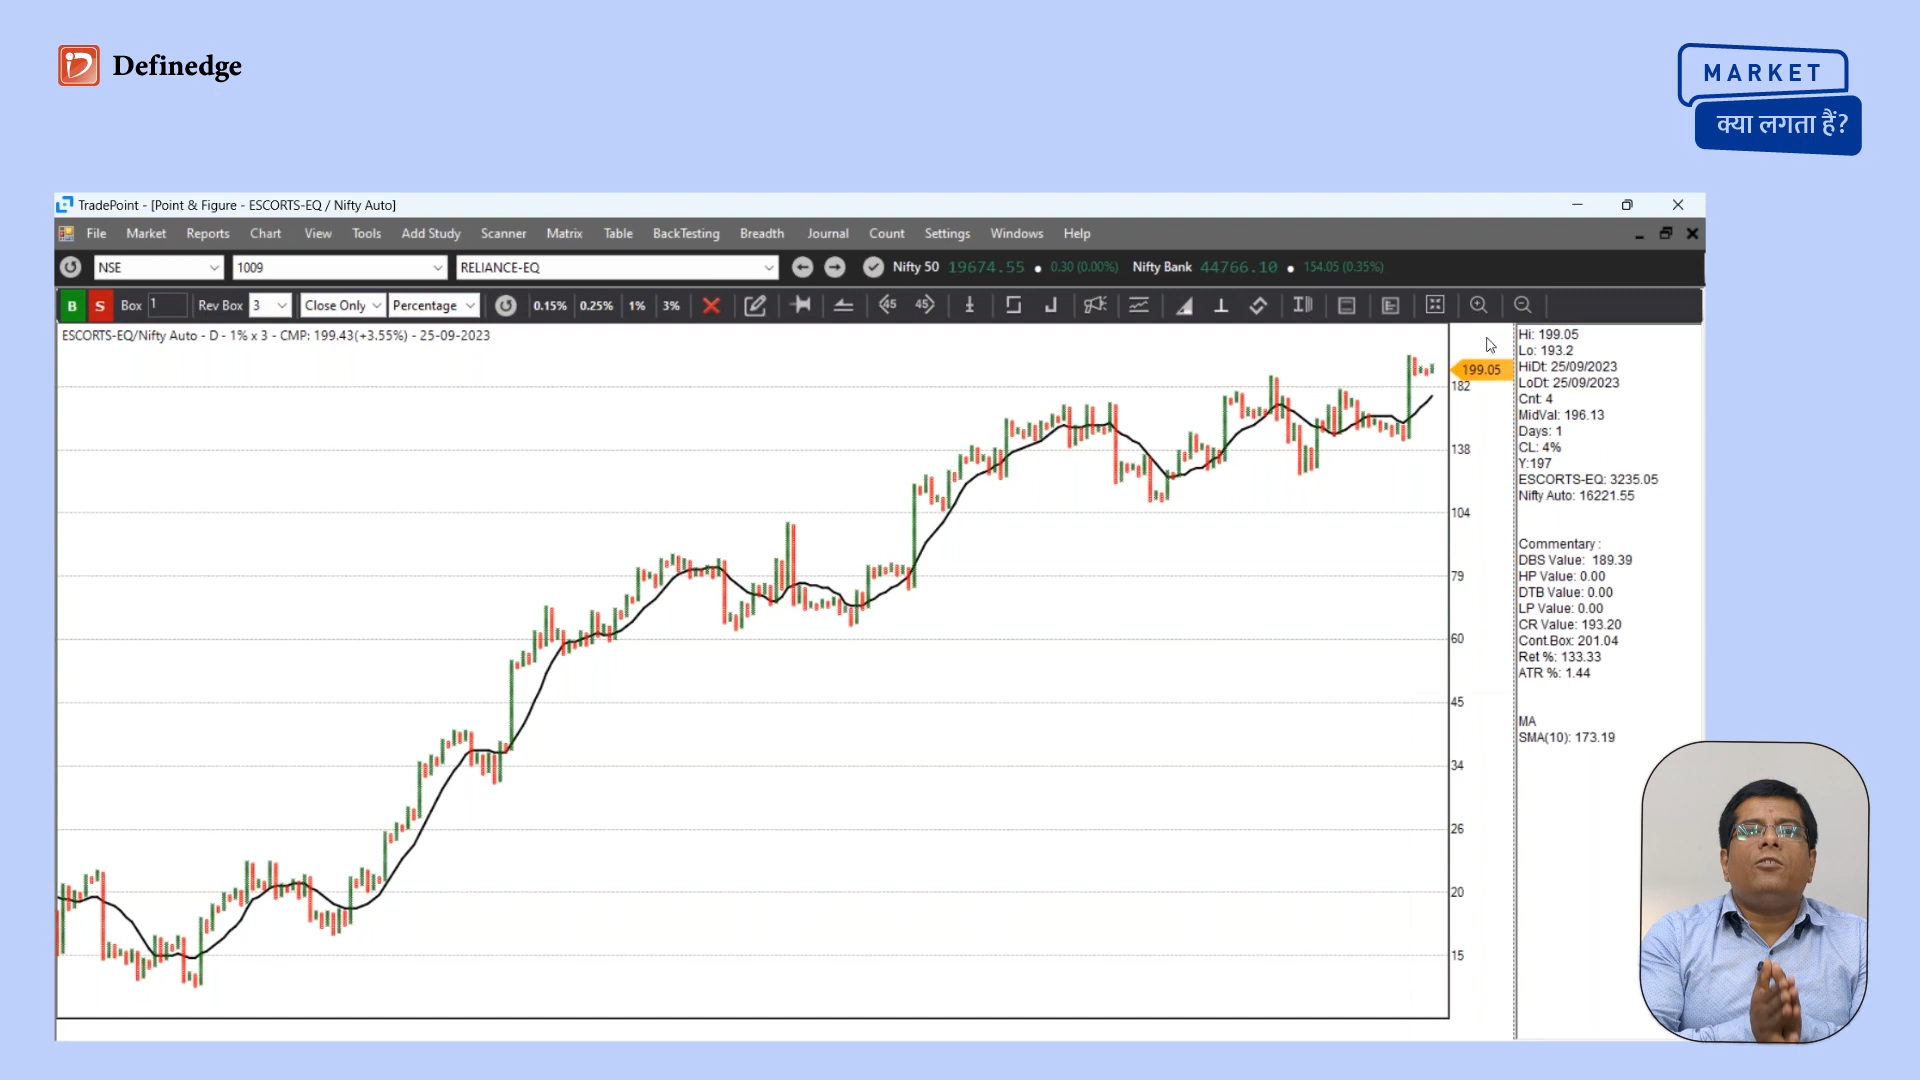 Definedge
MARKET
क्या लगता हैं?
TradePoint - [Point & Figure - ESCORTS-EQ / Nifty Auto]
File Market Reports Chart View Tools Add Study Scanner Matrix Table BackTesting Breadth Journal Count Settings Windows Help
NSE 1009 RELIANCE-EQ Nifty 50 19674.55 0.30 (0.00%) Nifty Bank 44766.10 154.05 (0.35%)
B S Box 1 Rev Box 3 Close Only Percentage 0.15% 0.25% 1% 3% 45 45
ESCORTS-EQ/Nifty Auto - D - 1% x 3 - CMP: 199.43(+3.55%) - 25-09-2023
199.05
182
138
104
79
60
45
34
26
20
15
Hi: 199.05
Lo: 193.2
HiDt: 25/09/2023
LoDt: 25/09/2023
Cnt: 4
MidVal: 196.13
Days: 1
CL: 4%
Y:197
ESCORTS-EQ: 3235.05
Nifty Auto: 16221.55
Commentary :
DBS Value: 189.39
HP Value: 0.00
DTB Value: 0.00
LP Value: 0.00
CR Value: 193.20
Cont.Box: 201.04
Ret %: 133.33
ATR %: 1.44
MA
SMA(10): 173.19